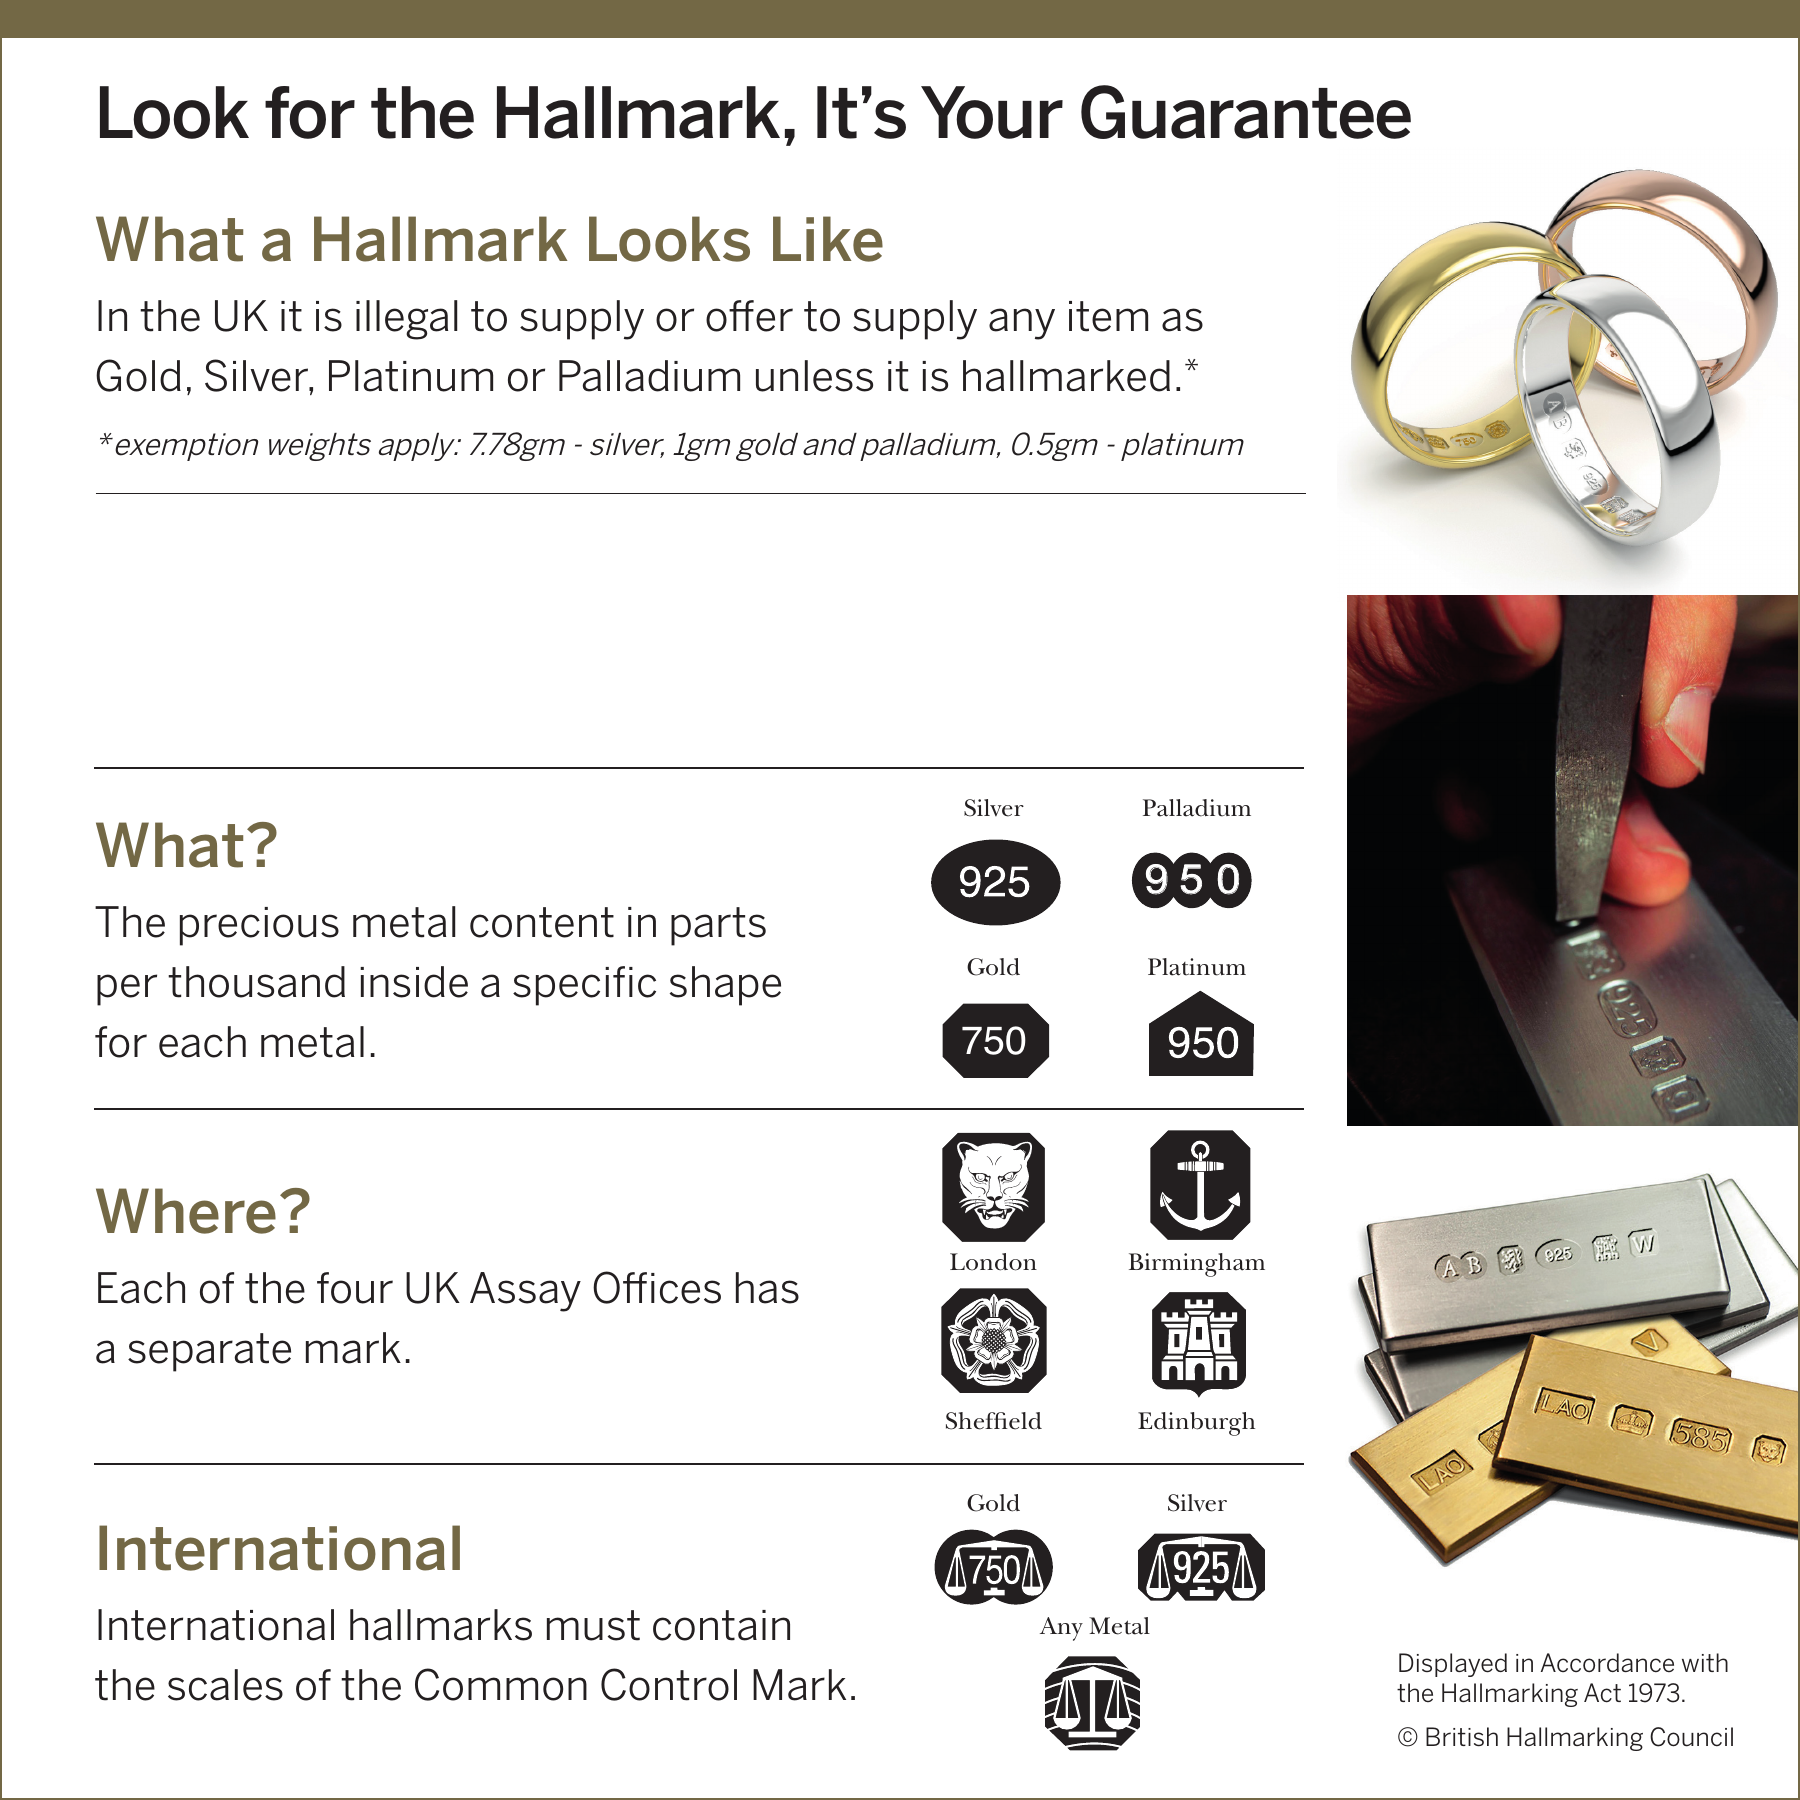 Look for the Hallmark, It’s Your Guarantee
What a Hallmark Looks Like
In the UK it is illegal to supply or offer to supply any item as
Gold, Silver, Platinum or Palladium unless it is hallmarked.*
*exemption weights apply: 7.78gm - silver, 1gm gold and palladium, 0.5gm - platinum
What?
The precious metal content in parts
per thousand inside a specific shape
for each metal.
Silver Palladium
925 950
Gold Platinum
750 950
Where?
Each of the four UK Assay Offices has
a separate mark.
London Birmingham
Sheffield Edinburgh
International
International hallmarks must contain
the scales of the Common Control Mark.
Gold Silver
750 925
Any Metal
750
AB
925
925
A B 925 W
V
LAO 585
LAO
Displayed in Accordance with
the Hallmarking Act 1973.
© British Hallmarking Council